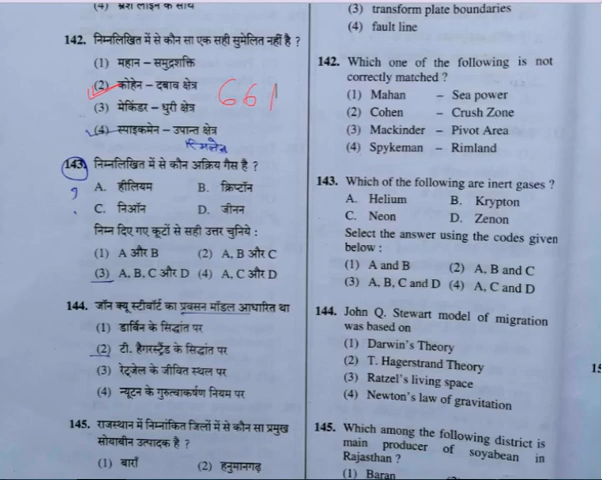 (4) भ्रंश लाइन के साथ
142. निम्नलिखित में से कौन सा एक सही सुमेलित नहीं है ?
(1) महान – समुद्रशक्ति
(2) कोहेन – दबाव क्षेत्र
661
(3) मेकिंडर – धुरी क्षेत्र
(4) स्पाइकमेन – उपान्त क्षेत्र
रिमलैंड
143. निम्नलिखित में से कौन अक्रिय गैस है ?
A. हीलियम B. क्रिप्टॉन
C. निऑन D. जीनन
निम्न दिए गए कूटों से सही उत्तर चुनिये :
(1) A और B (2) A, B और C
(3) A, B, C और D (4) A, C और D
144. जॉन क्यू स्टीवॉर्ट का प्रवसन मॉडल आधारित था
(1) डार्विन के सिद्धांत पर
(2) टी. हैगरस्ट्रैंड के सिद्धांत पर
(3) रेट्जेल के जीवित स्थल पर
(4) न्यूटन के गुरुत्वाकर्षण नियम पर
145. राजस्थान में निम्नांकित जिलों में से कौन सा प्रमुख
सोयाबीन उत्पादक है ?
(1) बाराँ (2) हनुमानगढ़
(3) transform plate boundaries
(4) fault line
142. Which one of the following is not
correctly matched ?
(1) Mahan – Sea power
(2) Cohen – Crush Zone
(3) Mackinder – Pivot Area
(4) Spykeman – Rimland
143. Which of the following are inert gases ?
A. Helium B. Krypton
C. Neon D. Zenon
Select the answer using the codes given
below :
(1) A and B (2) A, B and C
(3) A, B, C and D (4) A, C and D
144. John Q. Stewart model of migration
was based on
(1) Darwin's Theory
(2) T. Hagerstrand Theory
(3) Ratzel's living space
(4) Newton's law of gravitation
145. Which among the following district is
main producer of soyabean in
Rajasthan ?
(1) Baran
15